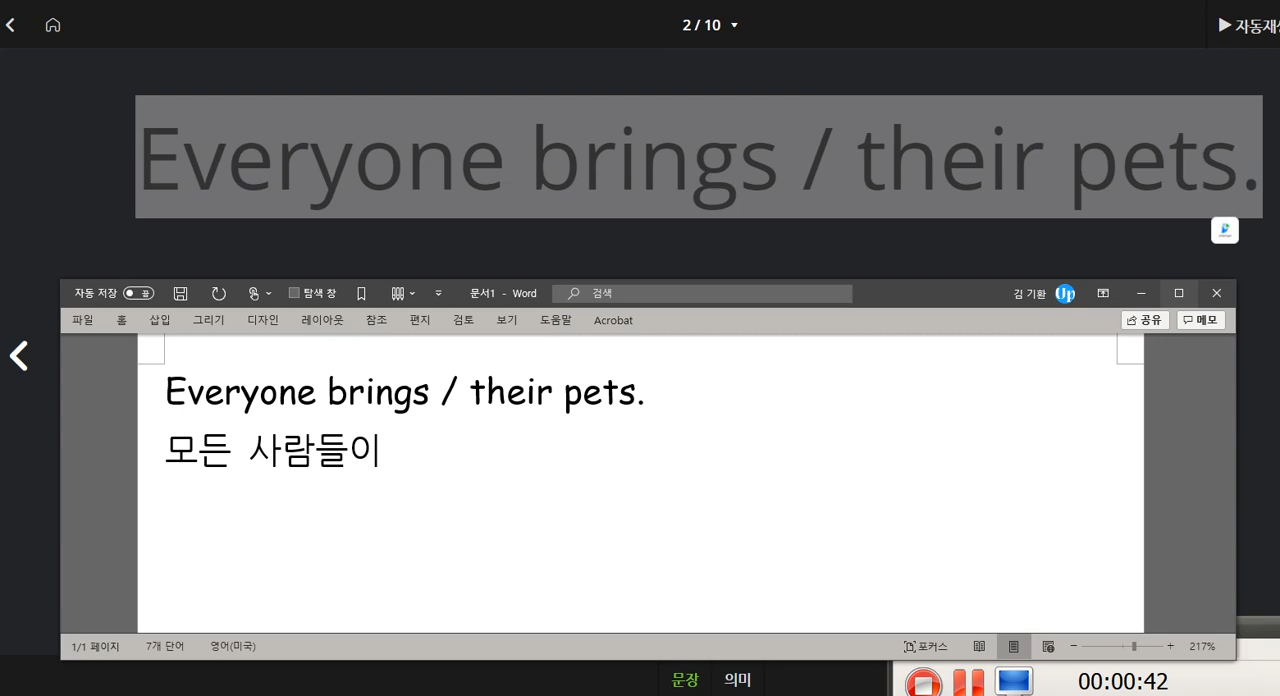 2 / 10
자동재생
Everyone brings / their pets.
자동 저장 탐색 창 문서1 - Word 검색 김 기환 Up
파일 홈 삽입 그리기 디자인 레이아웃 참조 편지 검토 보기 도움말 Acrobat 공유 메모
Everyone brings / their pets.
모든 사람들이
1/1 페이지 7개 단어 영어(미국) 포커스 217%
문장 의미
00:00:42